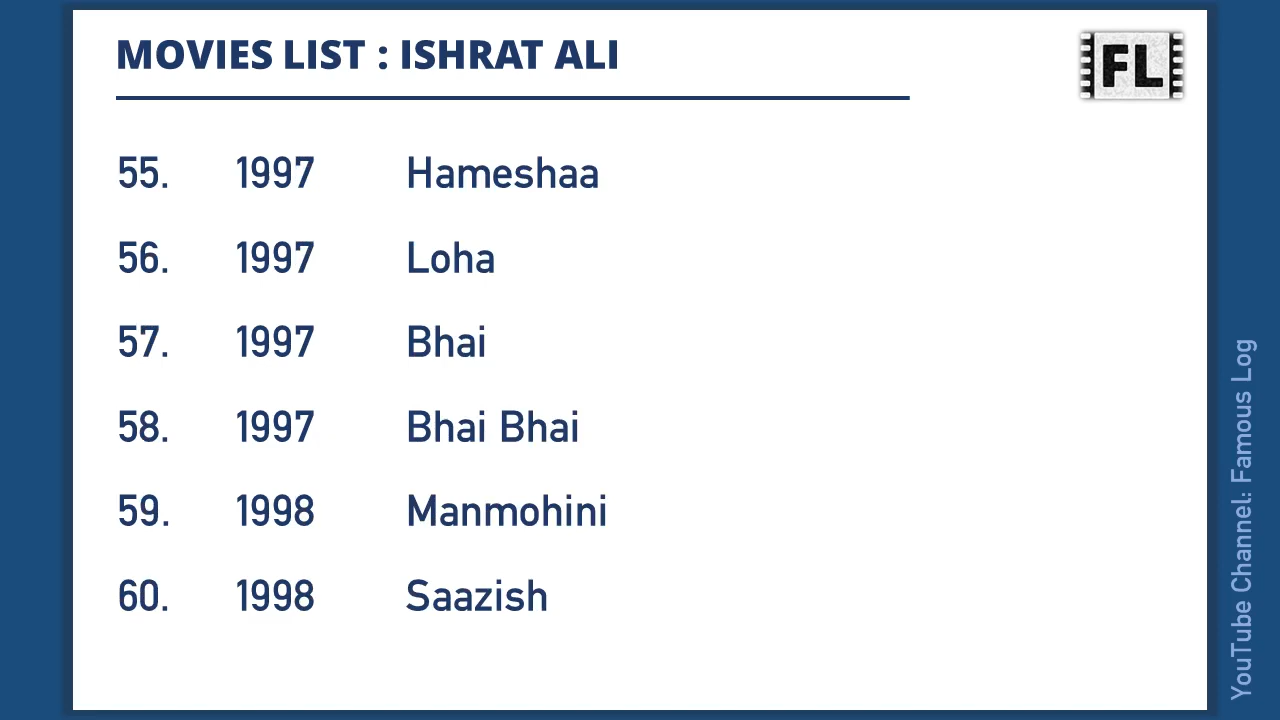 MOVIES LIST : ISHRAT ALI
FL
55. 1997 Hameshaa
56. 1997 Loha
57. 1997 Bhai
58. 1997 Bhai Bhai
59. 1998 Manmohini
60. 1998 Saazish
YouTube Channel: Famous Log